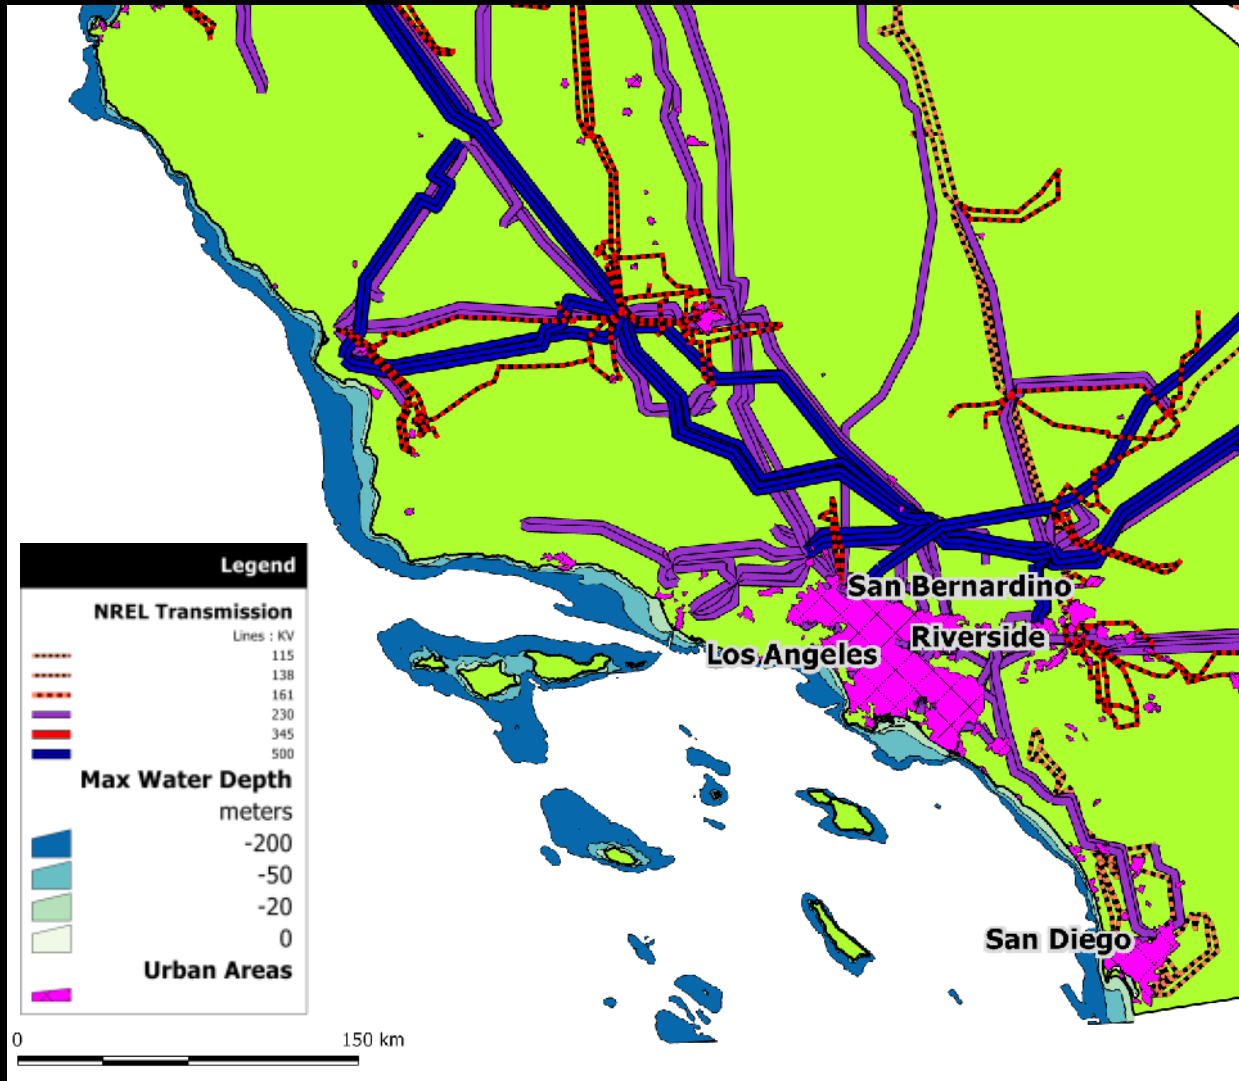 San Bernardino
Riverside
Los Angeles
San Diego
Legend
NREL Transmission
Lines : KV
115
138
161
230
345
500
Max Water Depth
meters
-200
-50
-20
0
Urban Areas
0 150 km